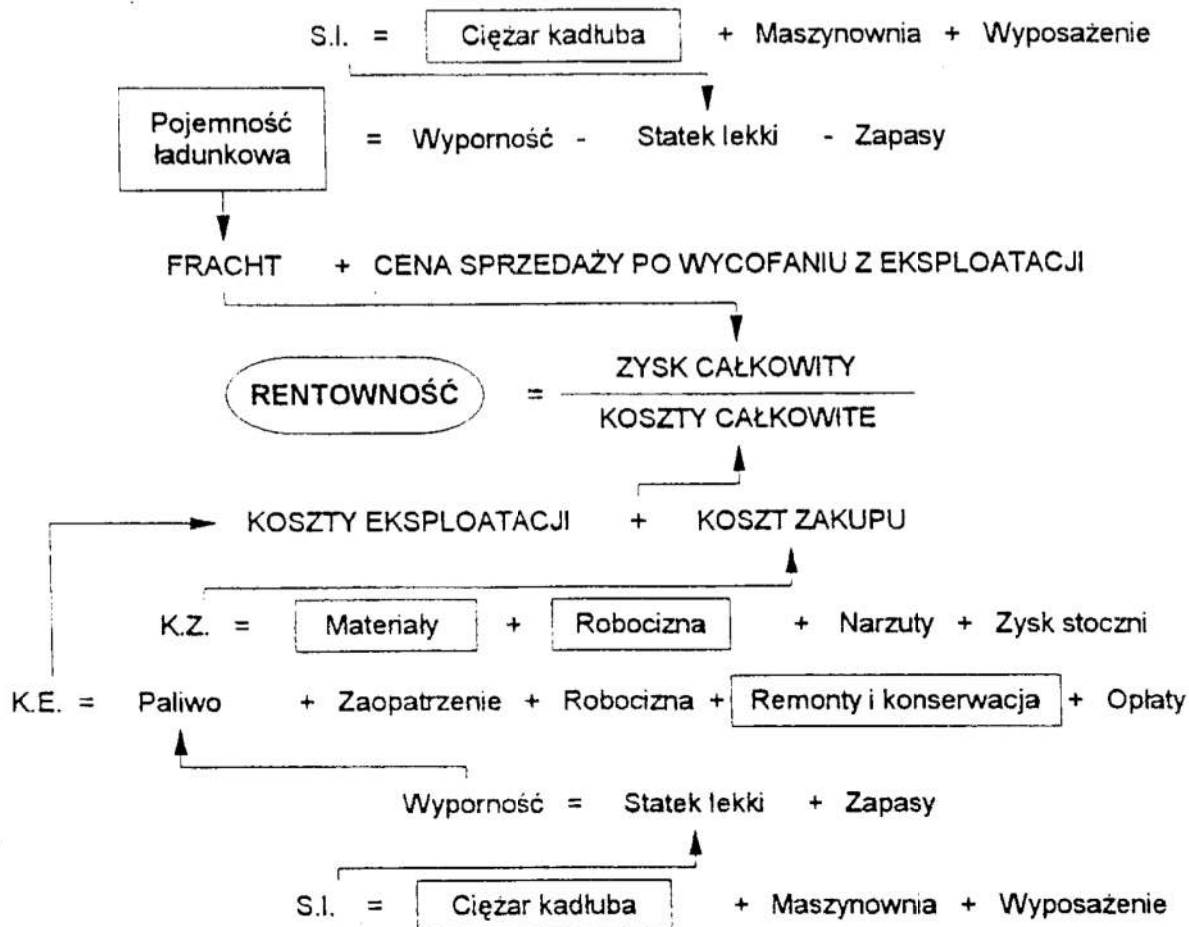 S.l. = Ciężar kadłuba + Maszynownia + Wyposażenie
Pojemność
ładunkowa
= Wyporność - Statek lekki - Zapasy
FRACHT + CENA SPRZEDAŻY PO WYCOFANIU Z EKSPLOATACJI
RENTOWNOŚĆ =
ZYSK CAŁKOWITY
KOSZTY CAŁKOWITE
KOSZTY EKSPLOATACJI + KOSZT ZAKUPU
K.Z. = Materiały + Robocizna + Narzuty + Zysk stoczni
K.E. = Paliwo + Zaopatrzenie + Robocizna + Remonty i konserwacja + Opłaty
Wyporność = Statek lekki + Zapasy
S.l. = Ciężar kadłuba + Maszynownia + Wyposażenie